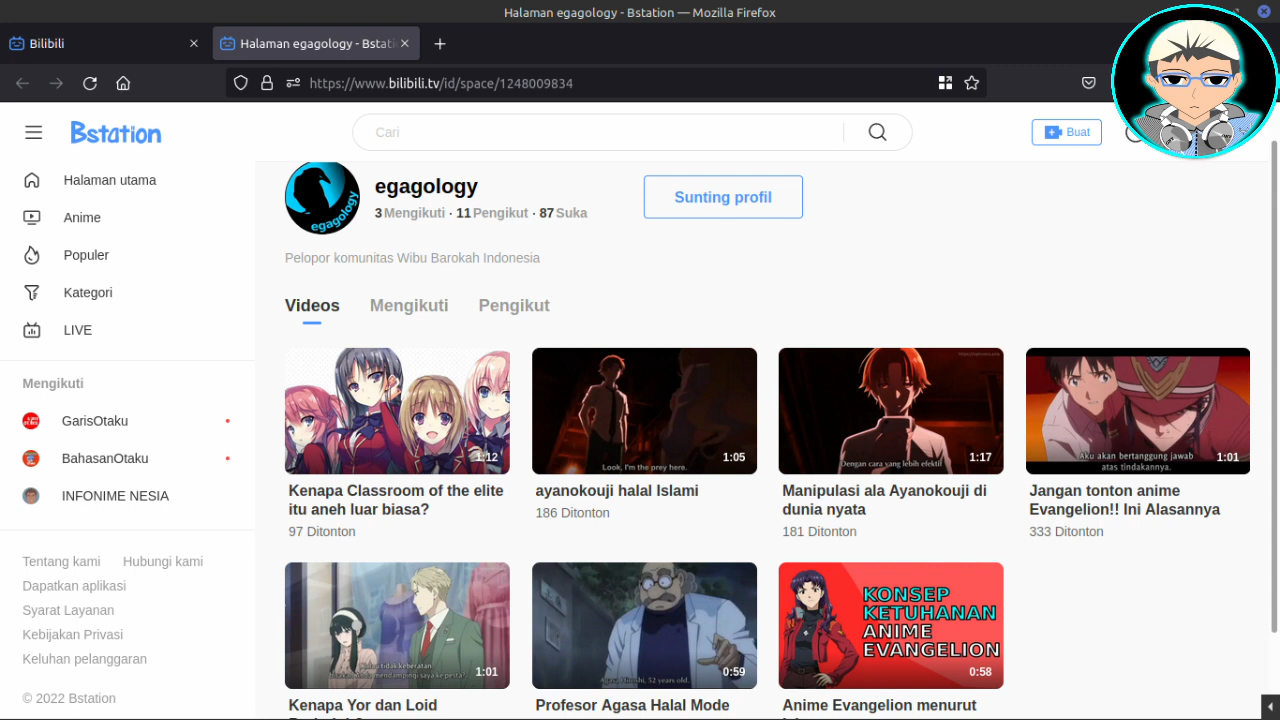 Halaman egagology - Bstation — Mozilla Firefox
Bilibili
Halaman egagology - Bstati
https://www.bilibili.tv/id/space/1248009834
Bstation
Cari
Buat
Halaman utama
Anime
Populer
Kategori
LIVE
Mengikuti
GarisOtaku
BahasanOtaku
INFONIME NESIA
Tentang kami Hubungi kami
Dapatkan aplikasi
Syarat Layanan
Kebijakan Privasi
Keluhan pelanggaran
© 2022 Bstation
egagology
egagology
3 Mengikuti · 11 Pengikut · 87 Suka
Sunting profil
Pelopor komunitas Wibu Barokah Indonesia
Videos Mengikuti Pengikut
1:12
Kenapa Classroom of the elite
itu aneh luar biasa?
97 Ditonton
Look, I'm the prey here.
1:05
ayanokouji halal Islami
186 Ditonton
Dengan cara yang lebih efektif
1:17
Manipulasi ala Ayanokouji di
dunia nyata
181 Ditonton
Aku akan bertanggung jawab
atas tindakannya.
1:01
Jangan tonton anime
Evangelion!! Ini Alasannya
333 Ditonton
1:01
Kenapa Yor dan Loid
Agasa Hiroshi, 52 years old.
0:59
Profesor Agasa Halal Mode
KONSEP
KETUHANAN
ANIME
EVANGELION
0:58
Anime Evangelion menurut